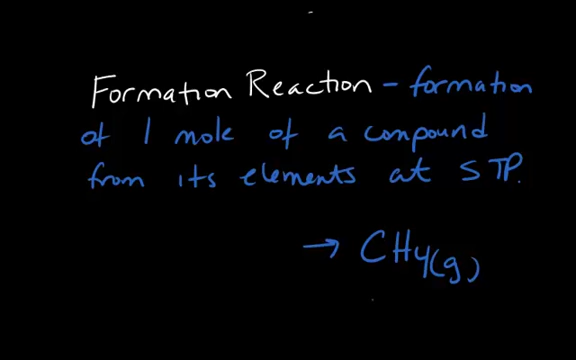 Formation Reaction - formation
of 1 mole of a compound
from its elements at STP.
→ CH4(g)